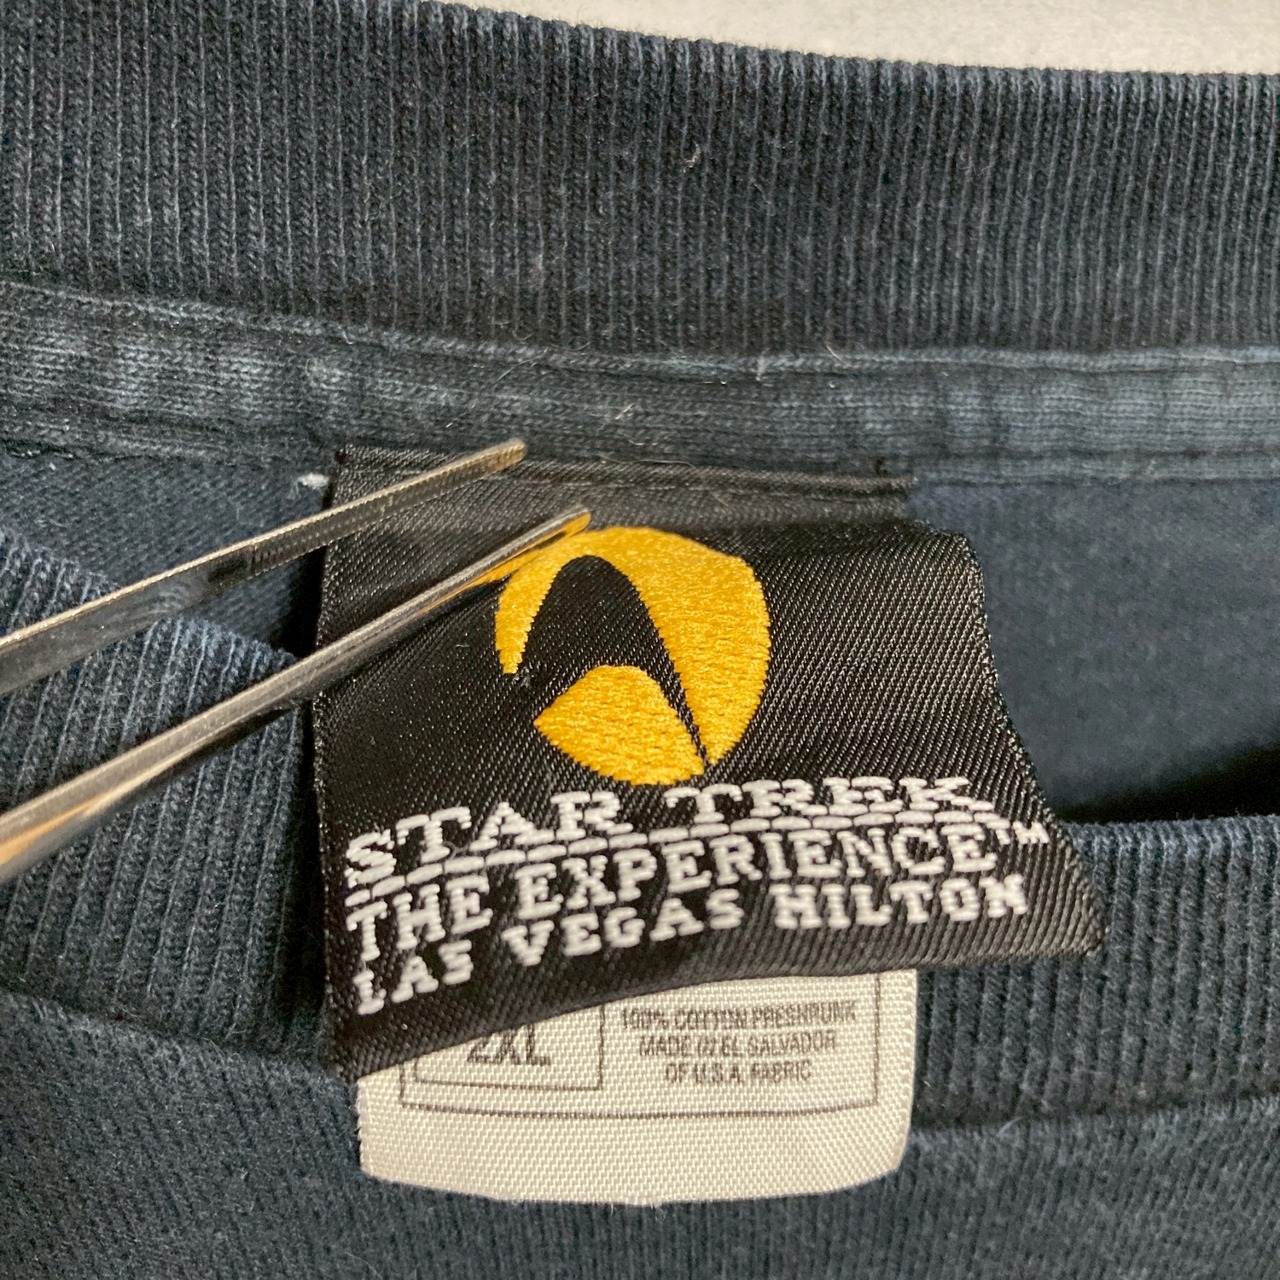 STAR TREK
THE EXPERIENCE™
LAS VEGAS HILTON
2XL
100% COTTON PRESHRUNK
MADE IN EL SALVADOR
OF U.S.A. FABRIC